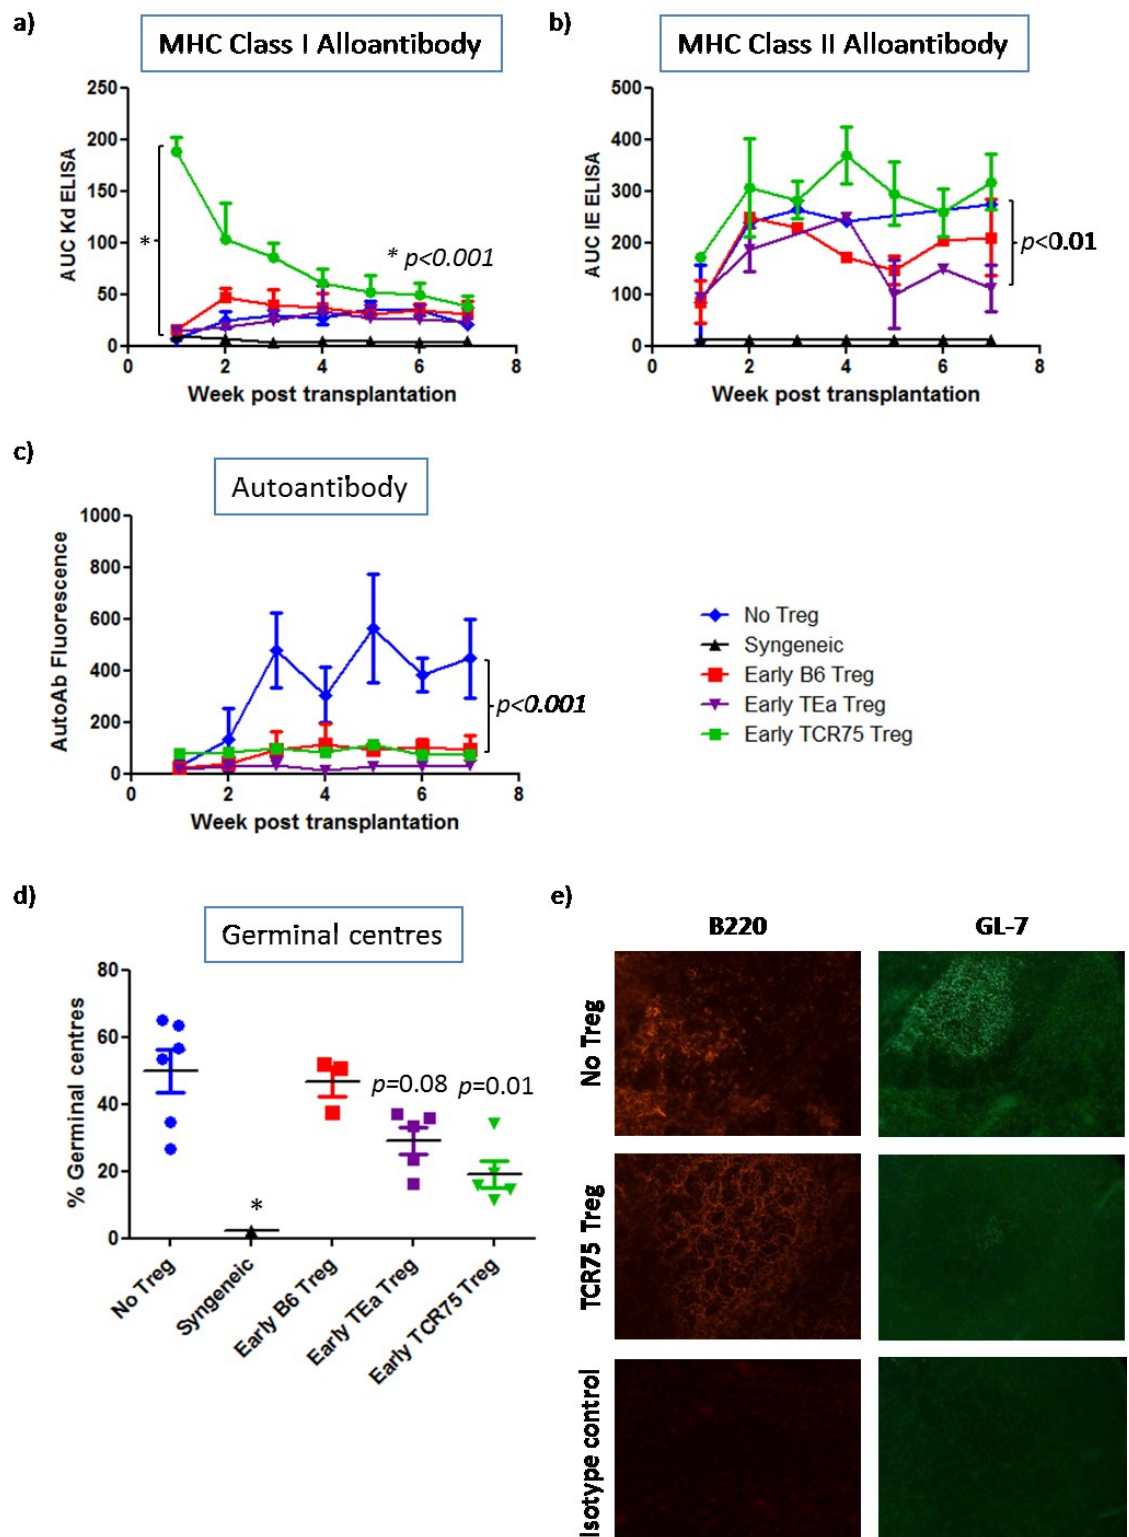 a)
MHC Class I Alloantibody
250
200
150
100
50
0
AUC Kd ELISA
*
* p<0.001
0 2 4 6 8
Week post transplantation
b)
MHC Class II Alloantibody
500
400
300
200
100
0
AUC IE ELISA
p<0.01
0 2 4 6 8
Week post transplantation
c)
Autoantibody
1000
800
600
400
200
0
AutoAb Fluorescence
p<0.001
0 2 4 6 8
Week post transplantation
No Treg
Syngeneic
Early B6 Treg
Early TEa Treg
Early TCR75 Treg
d)
Germinal centres
80
60
40
20
0
% Germinal centres
*
p=0.08
p=0.01
No Treg
Syngeneic
Early B6 Treg
Early TEa Treg
Early TCR75 Treg
e)
B220 GL-7
No Treg
TCR75 Treg
Isotype control